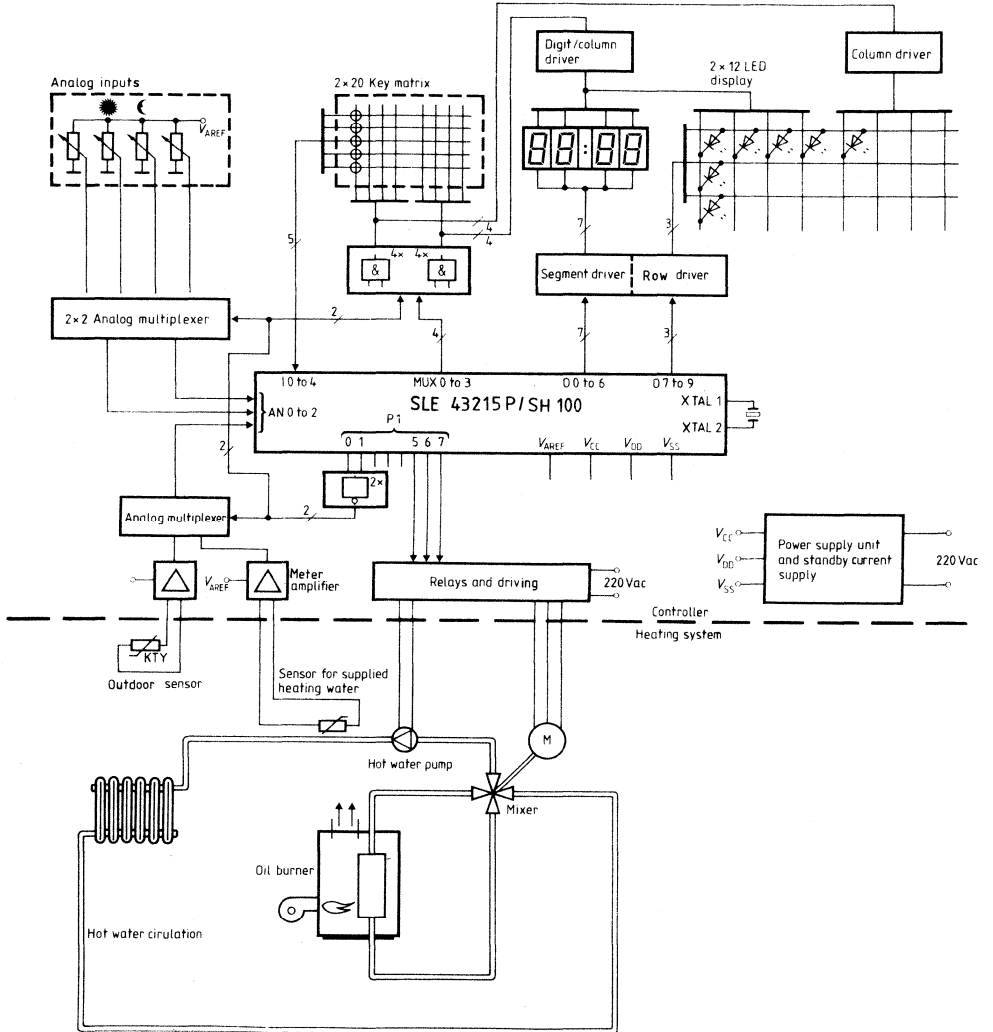 Digit/column
driver
Column driver
2 × 12 LED
display
Analog inputs
2 × 20 Key matrix
V_AREF
88:88
4
4
5
7
3
4×
4×
&
&
Segment driver
Row driver
2 × 2 Analog multiplexer
2
4
7
3
I 0 to 4
MUX 0 to 3
O 0 to 6
O 7 to 9
SLE 43215 P/SH 100
XTAL 1
AN 0 to 2
P1
XTAL 2
0 1
5 6 7
V_AREF
V_CC
V_DD
V_SS
2
2×
2
Analog multiplexer
V_CC
V_DD
V_SS
Power supply unit
and standby current
supply
220 Vac
V_AREF
Meter
amplifier
Relays and driving
220 Vac
Controller
Heating system
KTY
Outdoor sensor
Sensor for supplied
heating water
M
Hot water pump
Mixer
Oil burner
Hot water cirulation